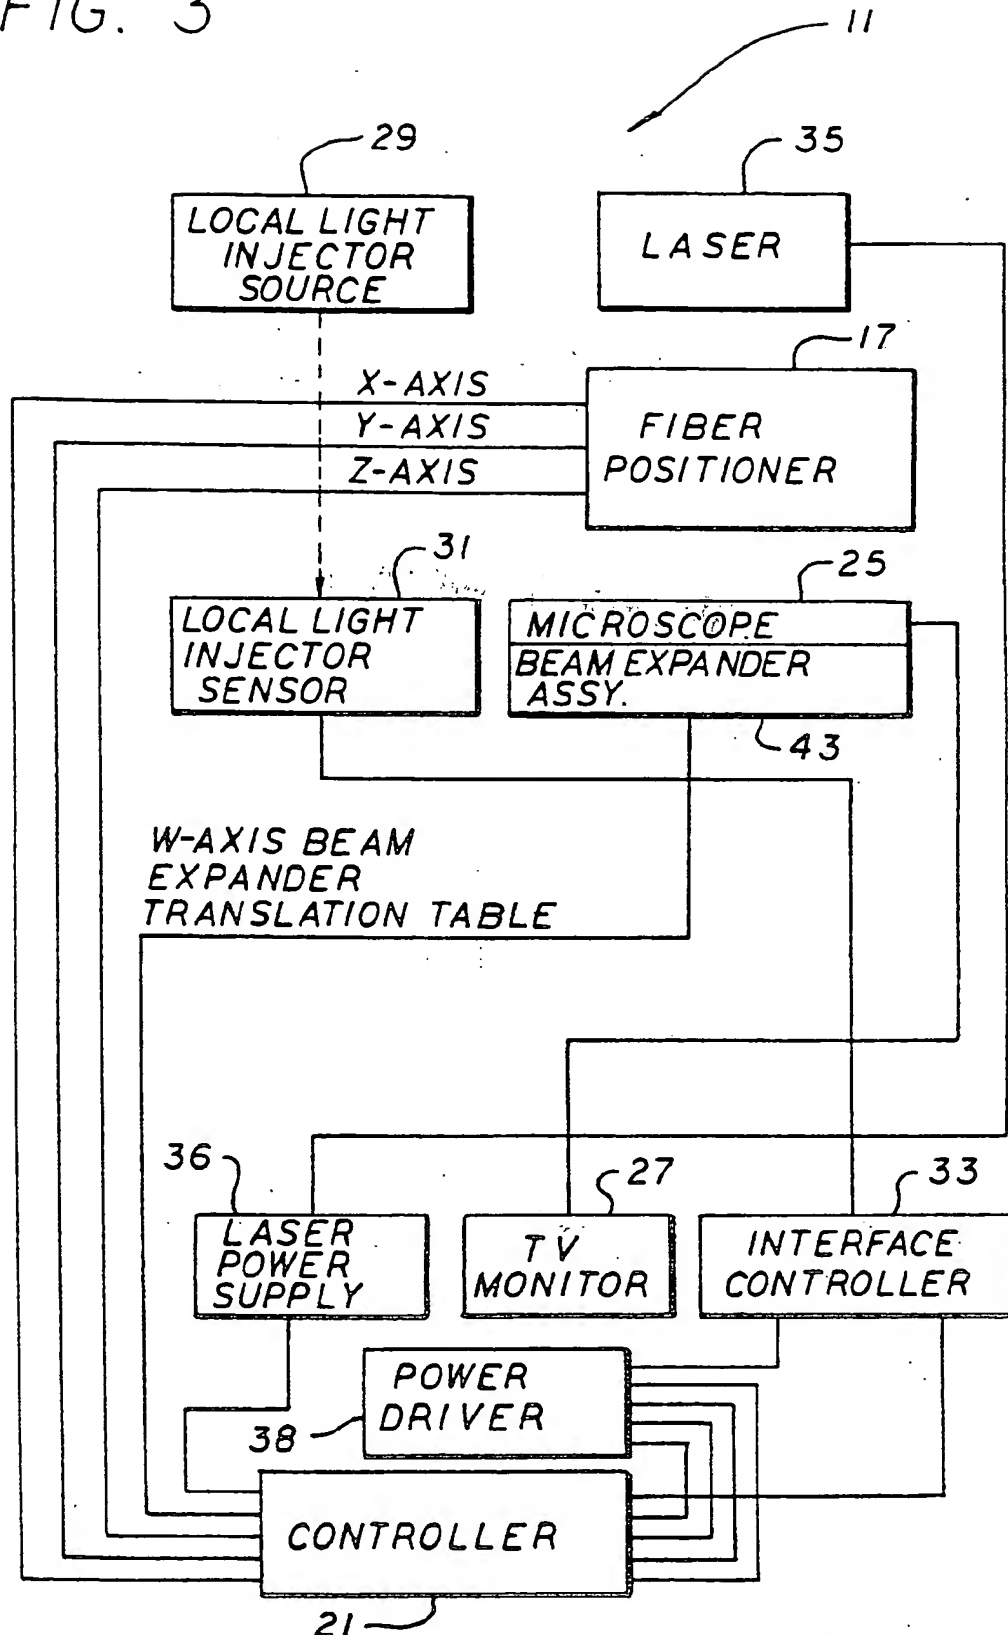 FIG. 3
11
29
35
LOCAL LIGHT
INJECTOR
SOURCE
LASER
17
X-AXIS
Y-AXIS
Z-AXIS
FIBER
POSITIONER
31
25
LOCAL LIGHT
INJECTOR
SENSOR
MICROSCOPE
BEAM EXPANDER
ASSY.
43
W-AXIS BEAM
EXPANDER
TRANSLATION TABLE
36
27
33
LASER
POWER
SUPPLY
TV
MONITOR
INTERFACE
CONTROLLER
POWER
DRIVER
38
CONTROLLER
21